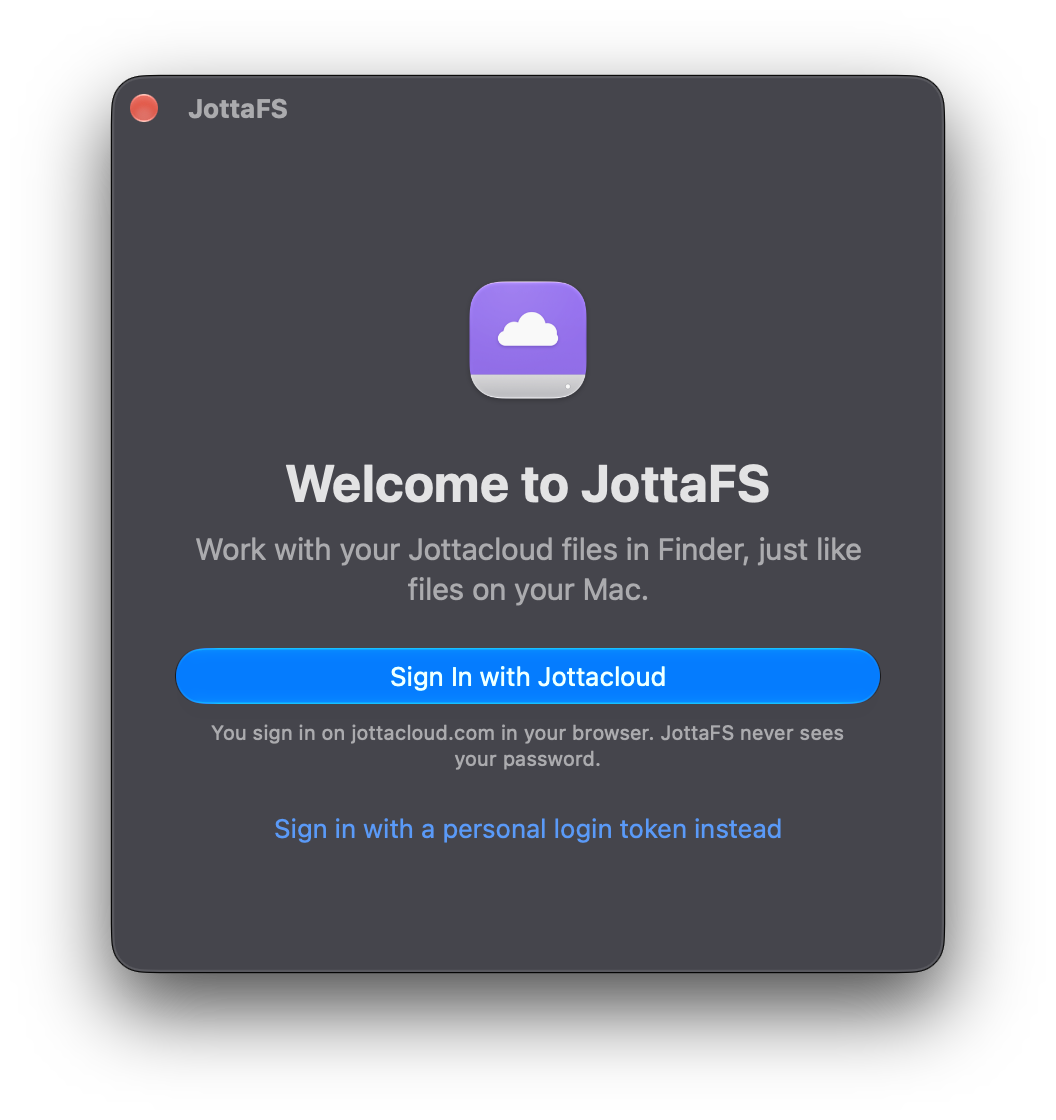 JottaFS
Welcome to JottaFS
Work with your Jottacloud files in Finder, just like
files on your Mac.
Sign In with Jottacloud
You sign in on jottacloud.com in your browser. JottaFS never sees
your password.
Sign in with a personal login token instead